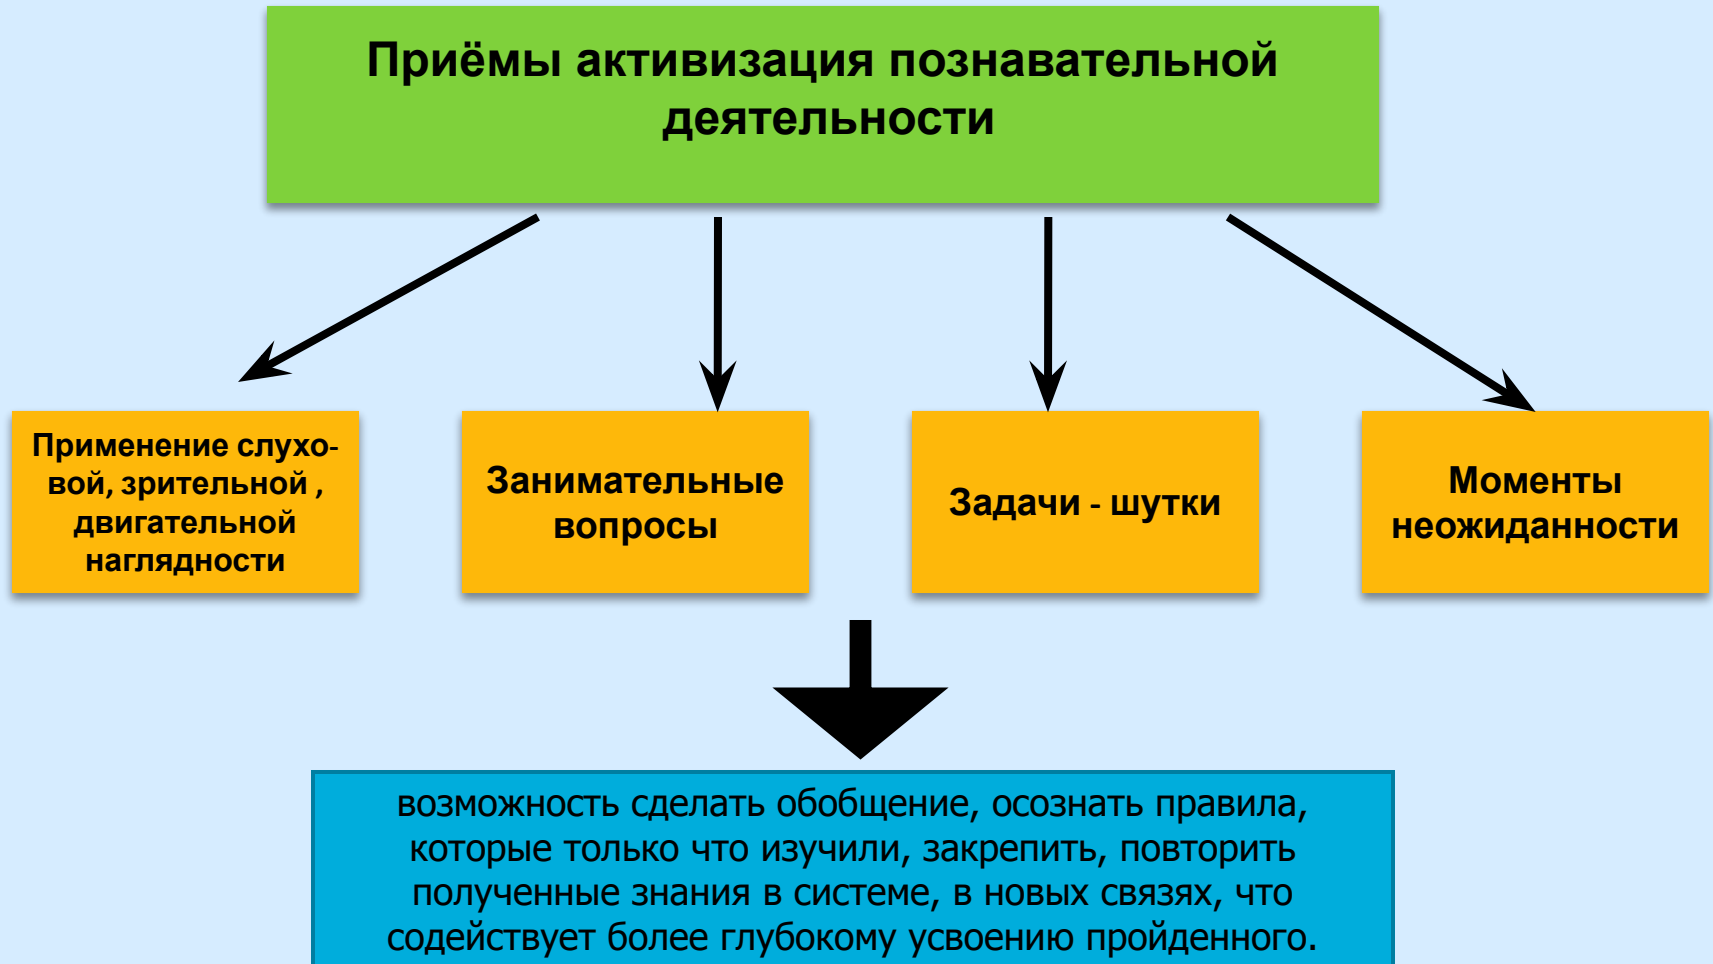 Приёмы активизация познавательной
деятельности
Применение слухо-
вой, зрительной ,
двигательной
наглядности
Занимательные
вопросы
Задачи - шутки
Моменты
неожиданности
возможность сделать обобщение, осознать правила,
которые только что изучили, закрепить, повторить
полученные знания в системе, в новых связях, что
содействует более глубокому усвоению пройденного.